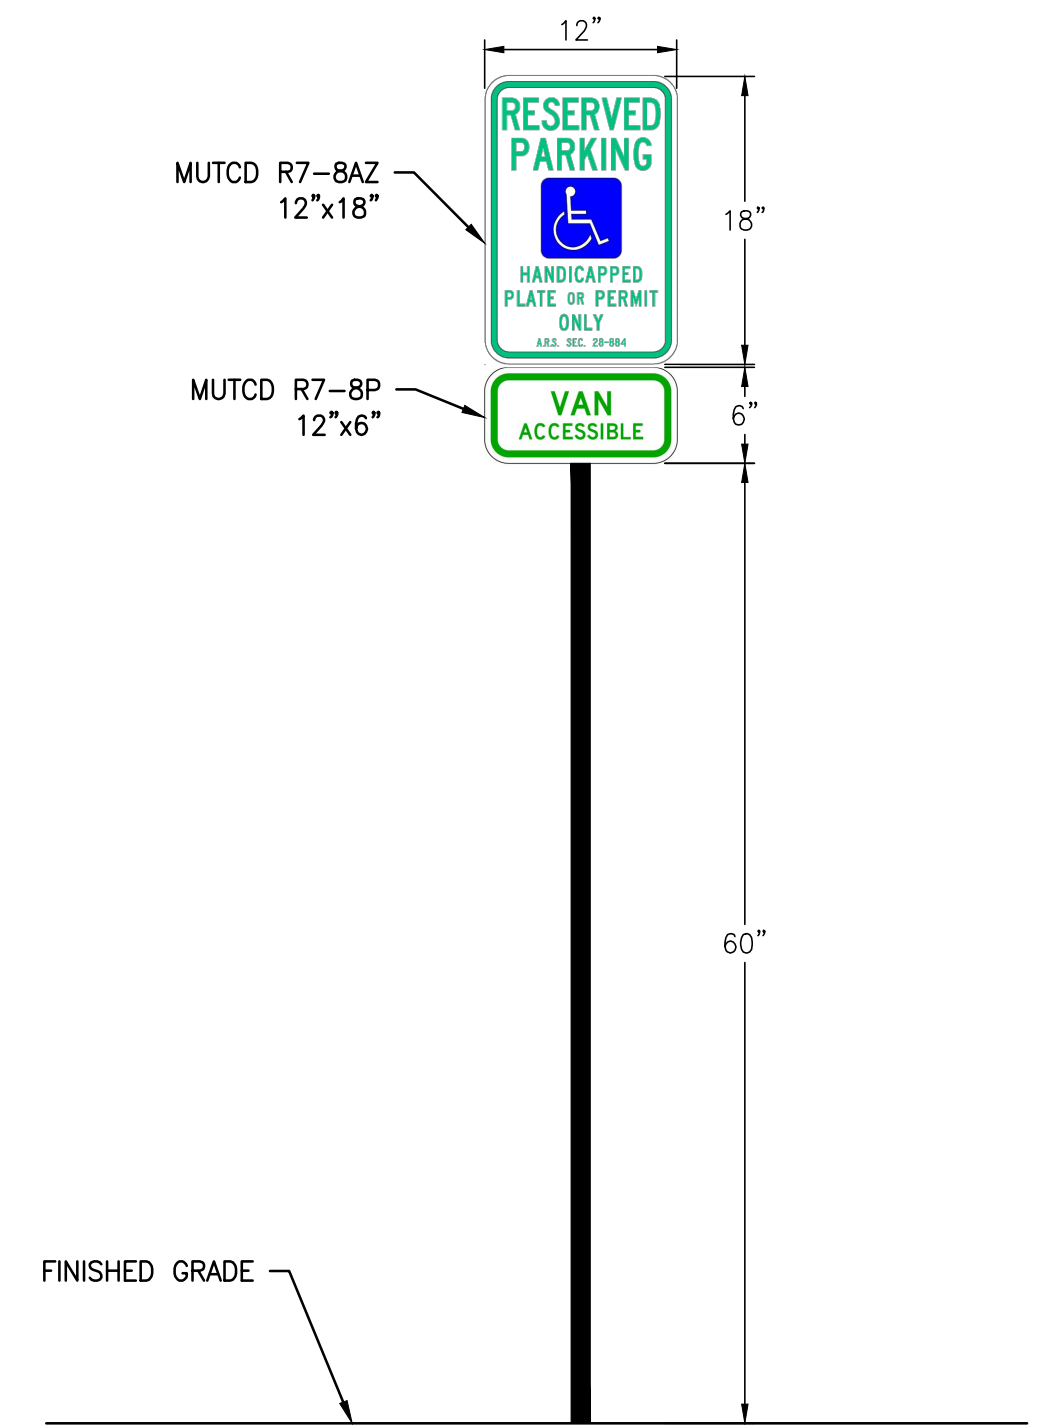 12”
RESERVED
PARKING
MUTCD R7-8AZ
12”x18”
18”
HANDICAPPED
PLATE OR PERMIT
ONLY
A.R.S. SEC. 28-884
MUTCD R7-8P
12”x6”
VAN
ACCESSIBLE
6”
60”
FINISHED GRADE